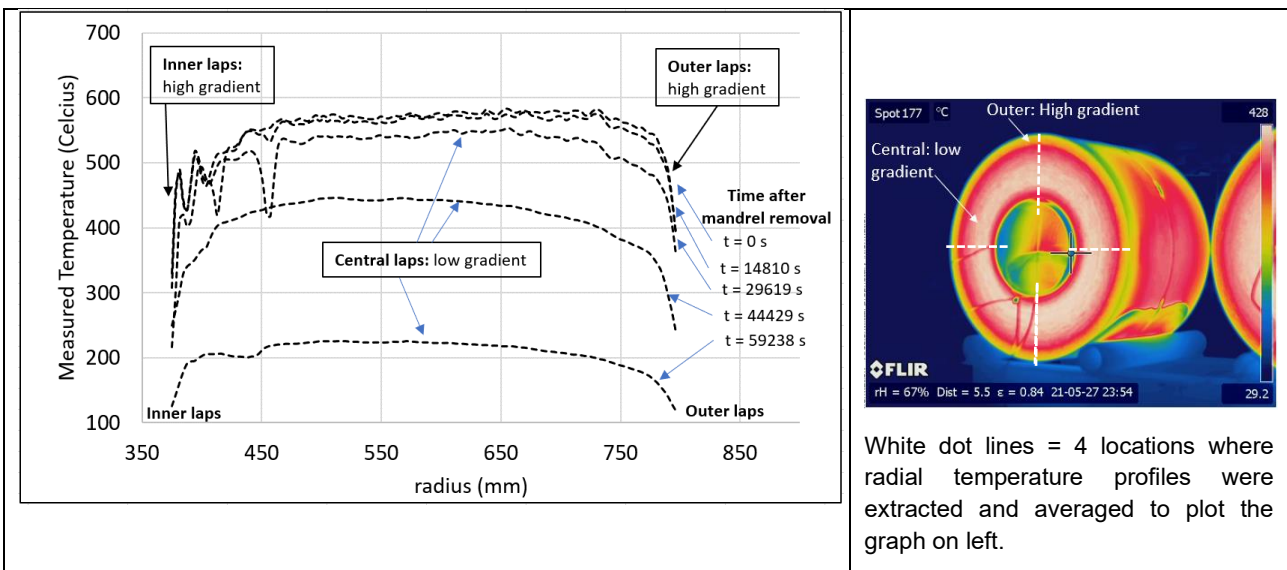 700
600
500
400
300
200
100
350
450
550
650
750
850
Measured Temperature (Celcius)
radius (mm)
Inner laps:
high gradient
Outer laps:
high gradient
Central laps: low gradient
Time after
mandrel removal
t = 0 s
t = 14810 s
t = 29619 s
t = 44429 s
t = 59238 s
Inner laps
Outer laps
Spot 177 °C
428
Outer: High gradient
Central: low
gradient
FLIR
rH = 67% Dist = 5.5 ε = 0.84 21-05-27 23:54
29.2
White dot lines = 4 locations where
radial temperature profiles were
extracted and averaged to plot the
graph on left.